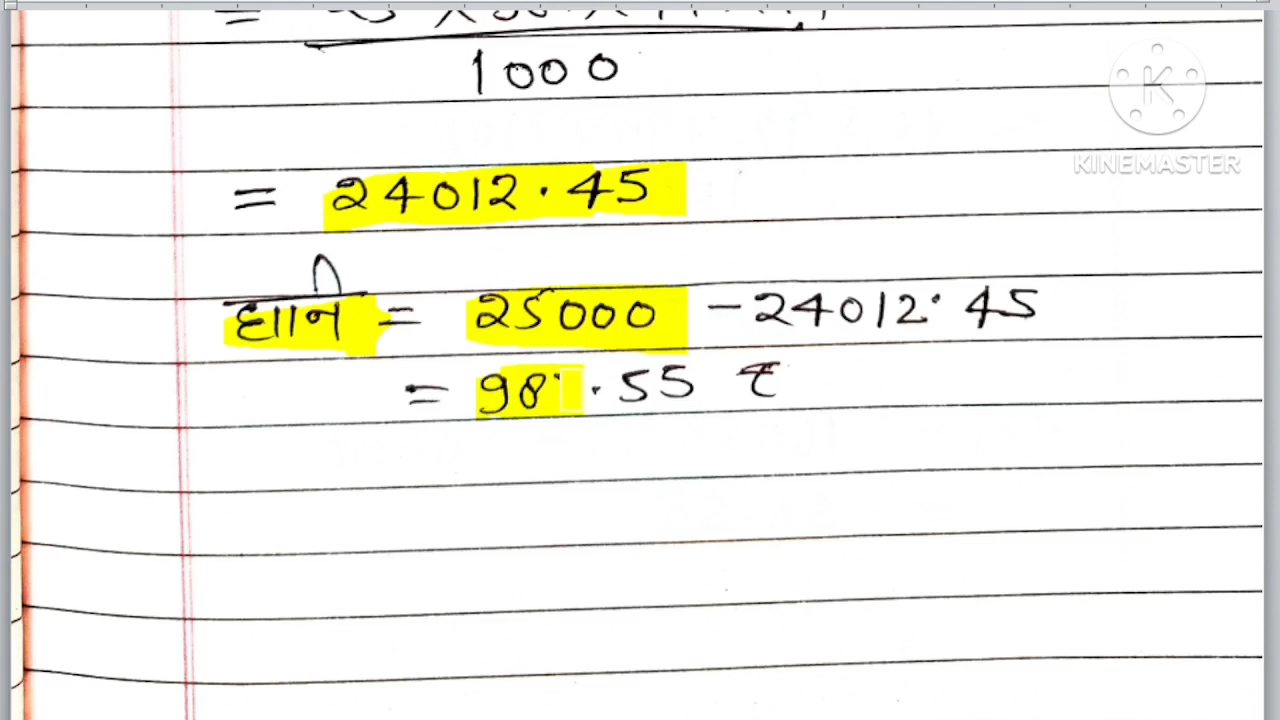 1000
KINEMASTER
= 24012.45
हानि = 25000 - 24012.45
= 98 .55 ₹